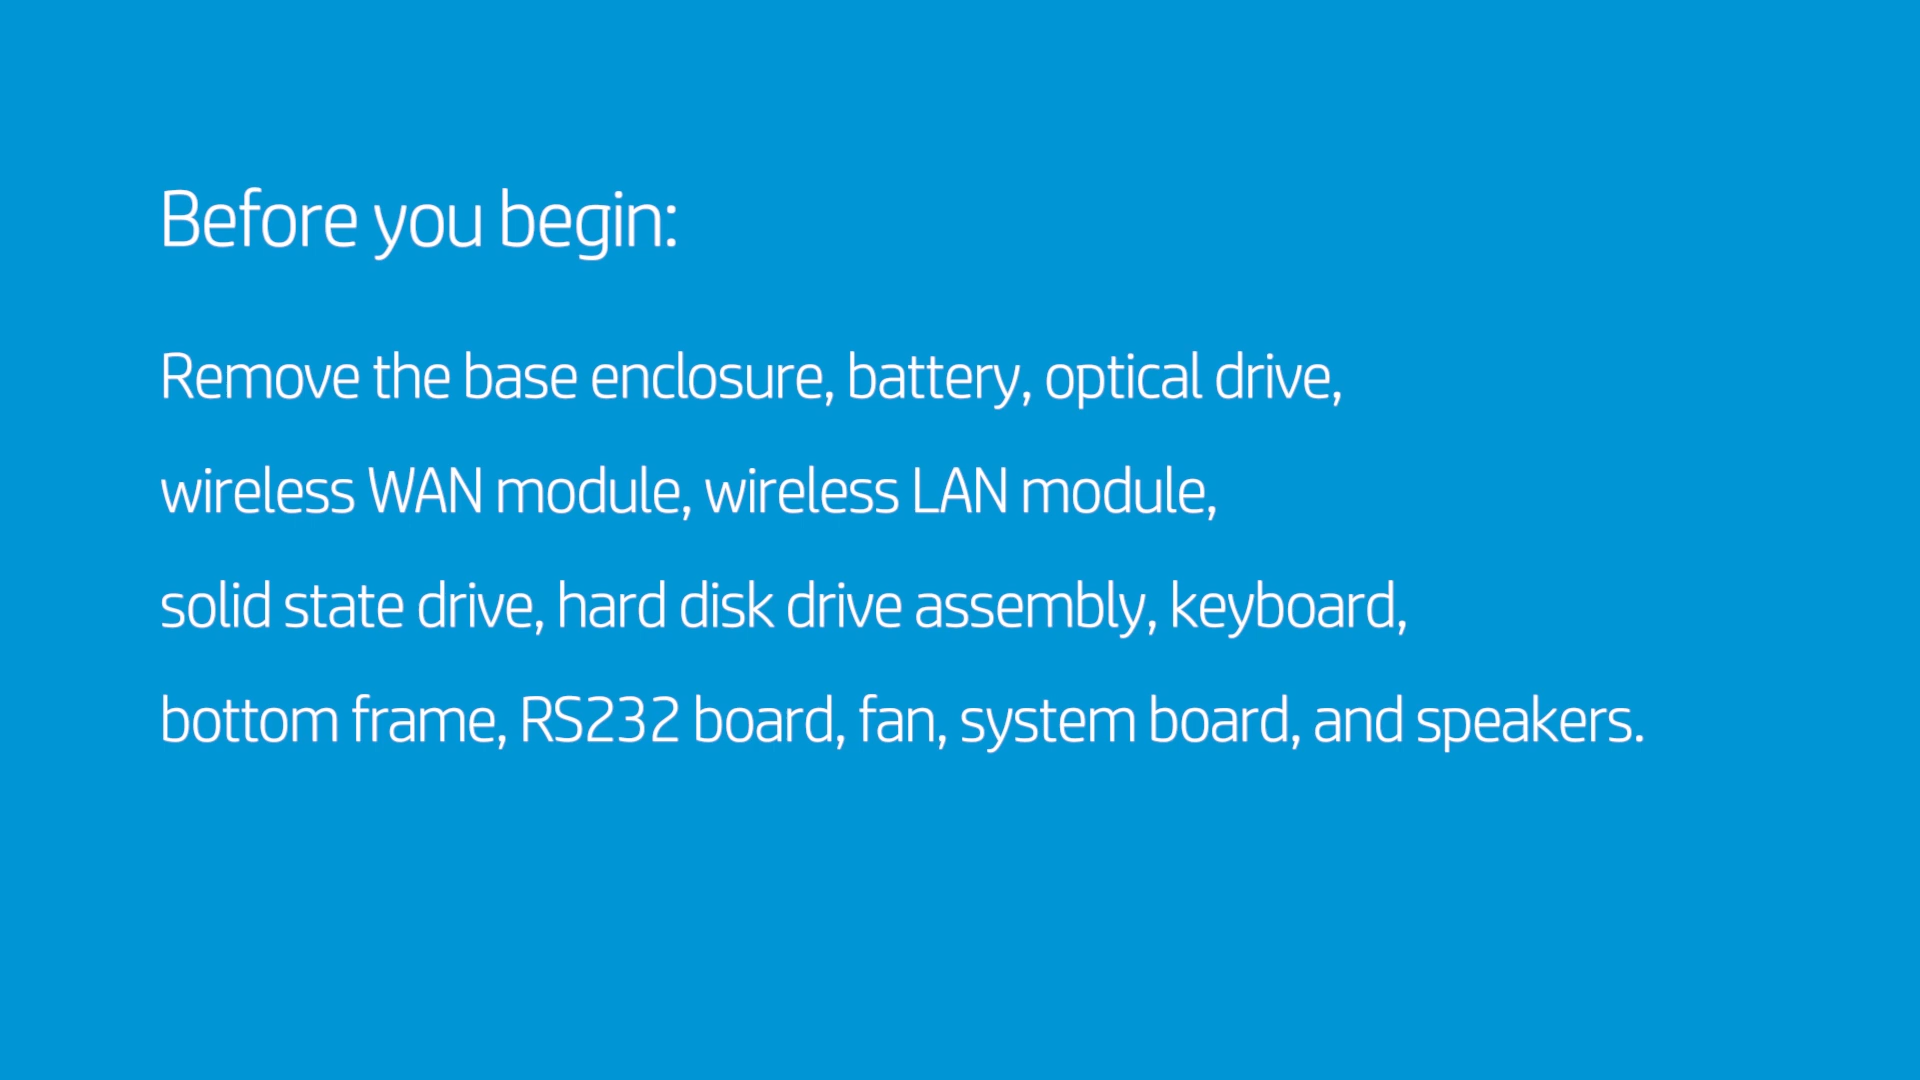 Before you begin:
Remove the base enclosure, battery, optical drive,
wireless WAN module, wireless LAN module,
solid state drive, hard disk drive assembly, keyboard,
bottom frame, RS232 board, fan, system board, and speakers.